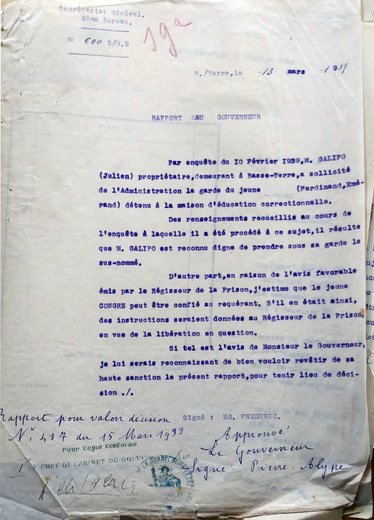 Secrétariat Général.
2ème Bureau.
N° 600 S/G.2
19a
B./Terre, le 13 mars 1939
RAPPORT AMU GOUVERNEUR
Par enquête du 10 Février 1939, M. GALIPO
(Julien) propriétaire, demeurant à Basse-Terre, a sollicité
de l'Administration la garde du jeune (Ferdinand, Emé-
rand) détenu à la maison d'éducation correctionnelle.
Des renseignements recueillis au cours de
l'enquête à laquelle il a été procédé à ce sujet, il résulte
que M. GALIPO est reconnu digne de prendre sous sa garde le
sus-nommé.
D'autre part, en raison de l'avis favorable
émis par le Régisseur de la Prison, j'estime que le jeune
CONGRE peut être confié au requérant. S'il en était ainsi,
des instructions seraient données au Régisseur de la Prison,
en vue de la libération en question.
Si tel est l'avis de Monsieur le Gouverneur,
je lui serais reconnaissant de bien vouloir revêtir de sa
haute sanction le présent rapport, pour tenir lieu de déci-
sion ./.
Signé : Ed. FREDERIC.
Rapport pour valoir décision
N° 437 du 15 Mars 1939
Approuvé
Le Gouverneur
Signé : Pierre-Alype
Pour Copie Conforme
CHEF DE CABINET DU GOUVERNEUR